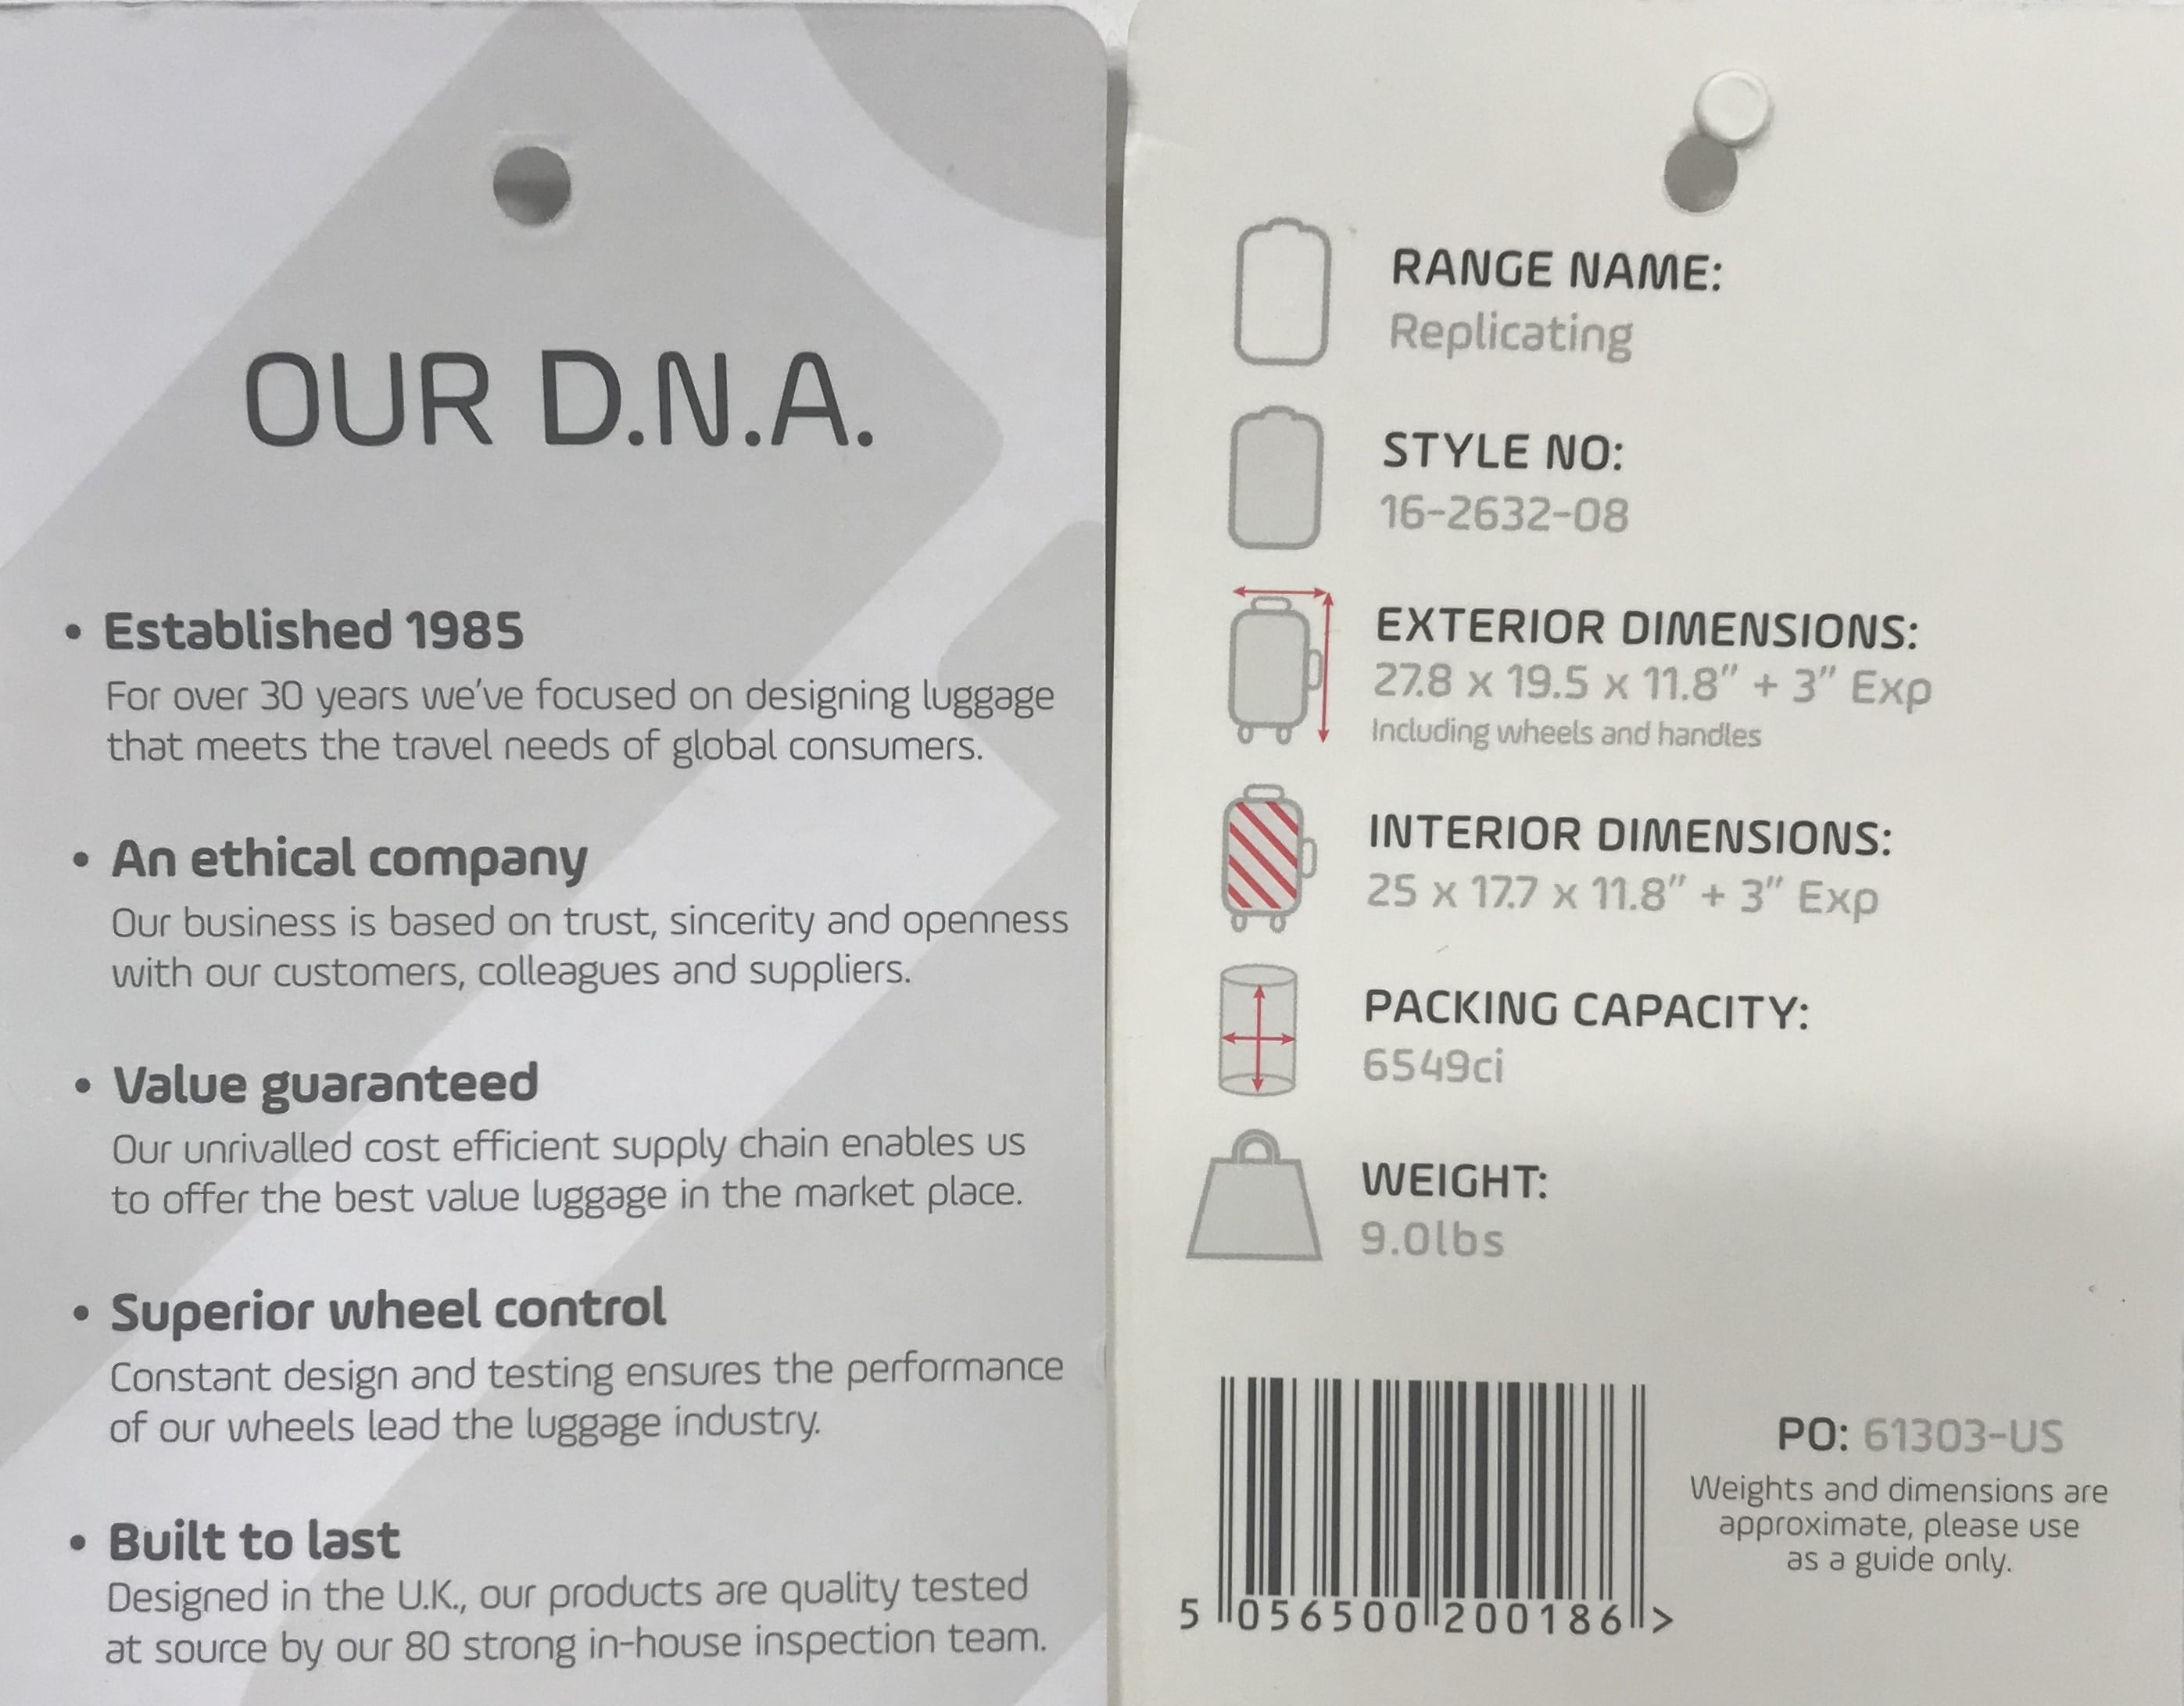 OUR D.N.A.
• Established 1985
For over 30 years we've focused on designing luggage
that meets the travel needs of global consumers.
• An ethical company
Our business is based on trust, sincerity and openness
with our customers, colleagues and suppliers.
• Value guaranteed
Our unrivalled cost efficient supply chain enables us
to offer the best value luggage in the market place.
• Superior wheel control
Constant design and testing ensures the performance
of our wheels lead the luggage industry.
• Built to last
Designed in the U.K., our products are quality tested
at source by our 80 strong in-house inspection team.
RANGE NAME:
Replicating
STYLE NO:
16-2632-08
EXTERIOR DIMENSIONS:
27.8 x 19.5 x 11.8" + 3" Exp
Including wheels and handles
INTERIOR DIMENSIONS:
25 x 17.7 x 11.8" + 3" Exp
PACKING CAPACITY:
6549ci
WEIGHT:
9.0lbs
5 056500 200186 >
PO: 61303-US
Weights and dimensions are
approximate, please use
as a guide only.